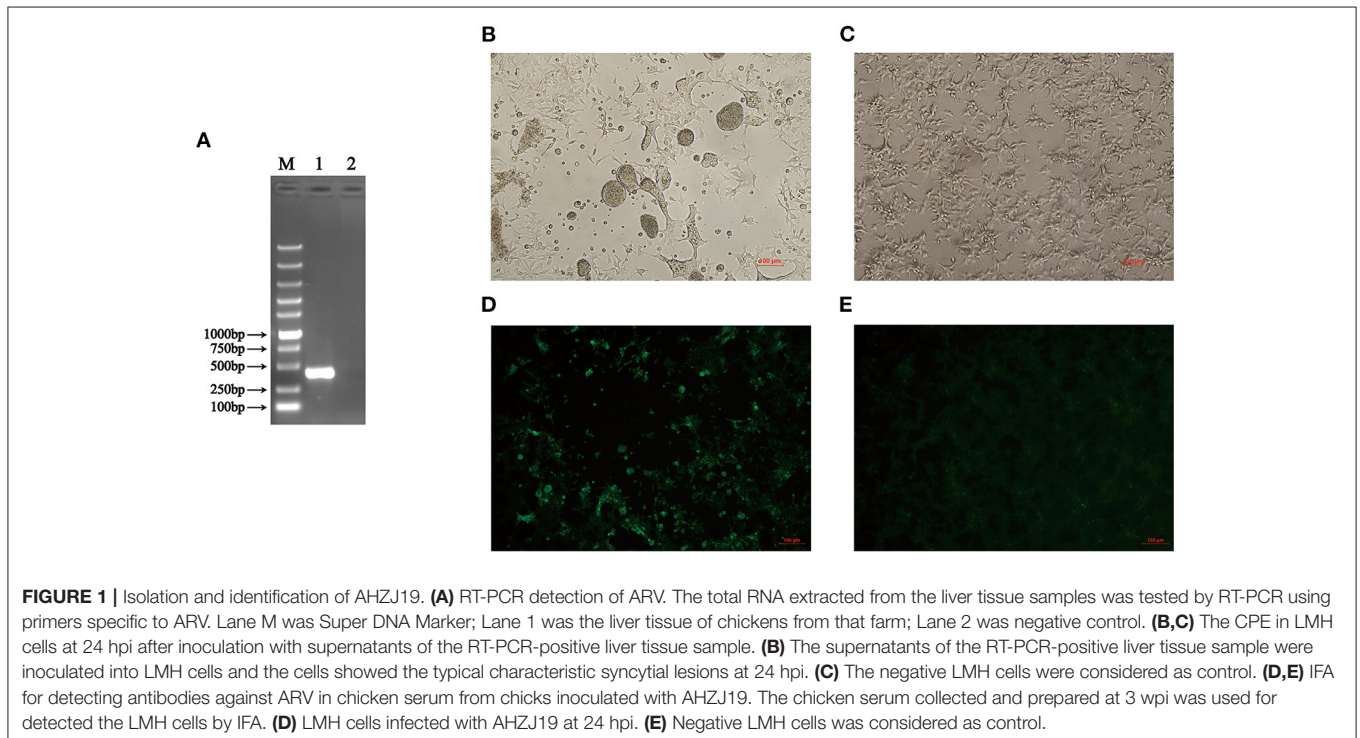 A
M 1 2
1000bp→
750bp→
500bp→
250bp→
100bp→
B
100 μm
C
D
100 μm
E
100 μm
FIGURE 1 | Isolation and identification of AHZJ19. (A) RT-PCR detection of ARV. The total RNA extracted from the liver tissue samples was tested by RT-PCR using
primers specific to ARV. Lane M was Super DNA Marker; Lane 1 was the liver tissue of chickens from that farm; Lane 2 was negative control. (B,C) The CPE in LMH
cells at 24 hpi after inoculation with supernatants of the RT-PCR-positive liver tissue sample. (B) The supernatants of the RT-PCR-positive liver tissue sample were
inoculated into LMH cells and the cells showed the typical characteristic syncytial lesions at 24 hpi. (C) The negative LMH cells were considered as control. (D,E) IFA
for detecting antibodies against ARV in chicken serum from chicks inoculated with AHZJ19. The chicken serum collected and prepared at 3 wpi was used for
detected the LMH cells by IFA. (D) LMH cells infected with AHZJ19 at 24 hpi. (E) Negative LMH cells was considered as control.